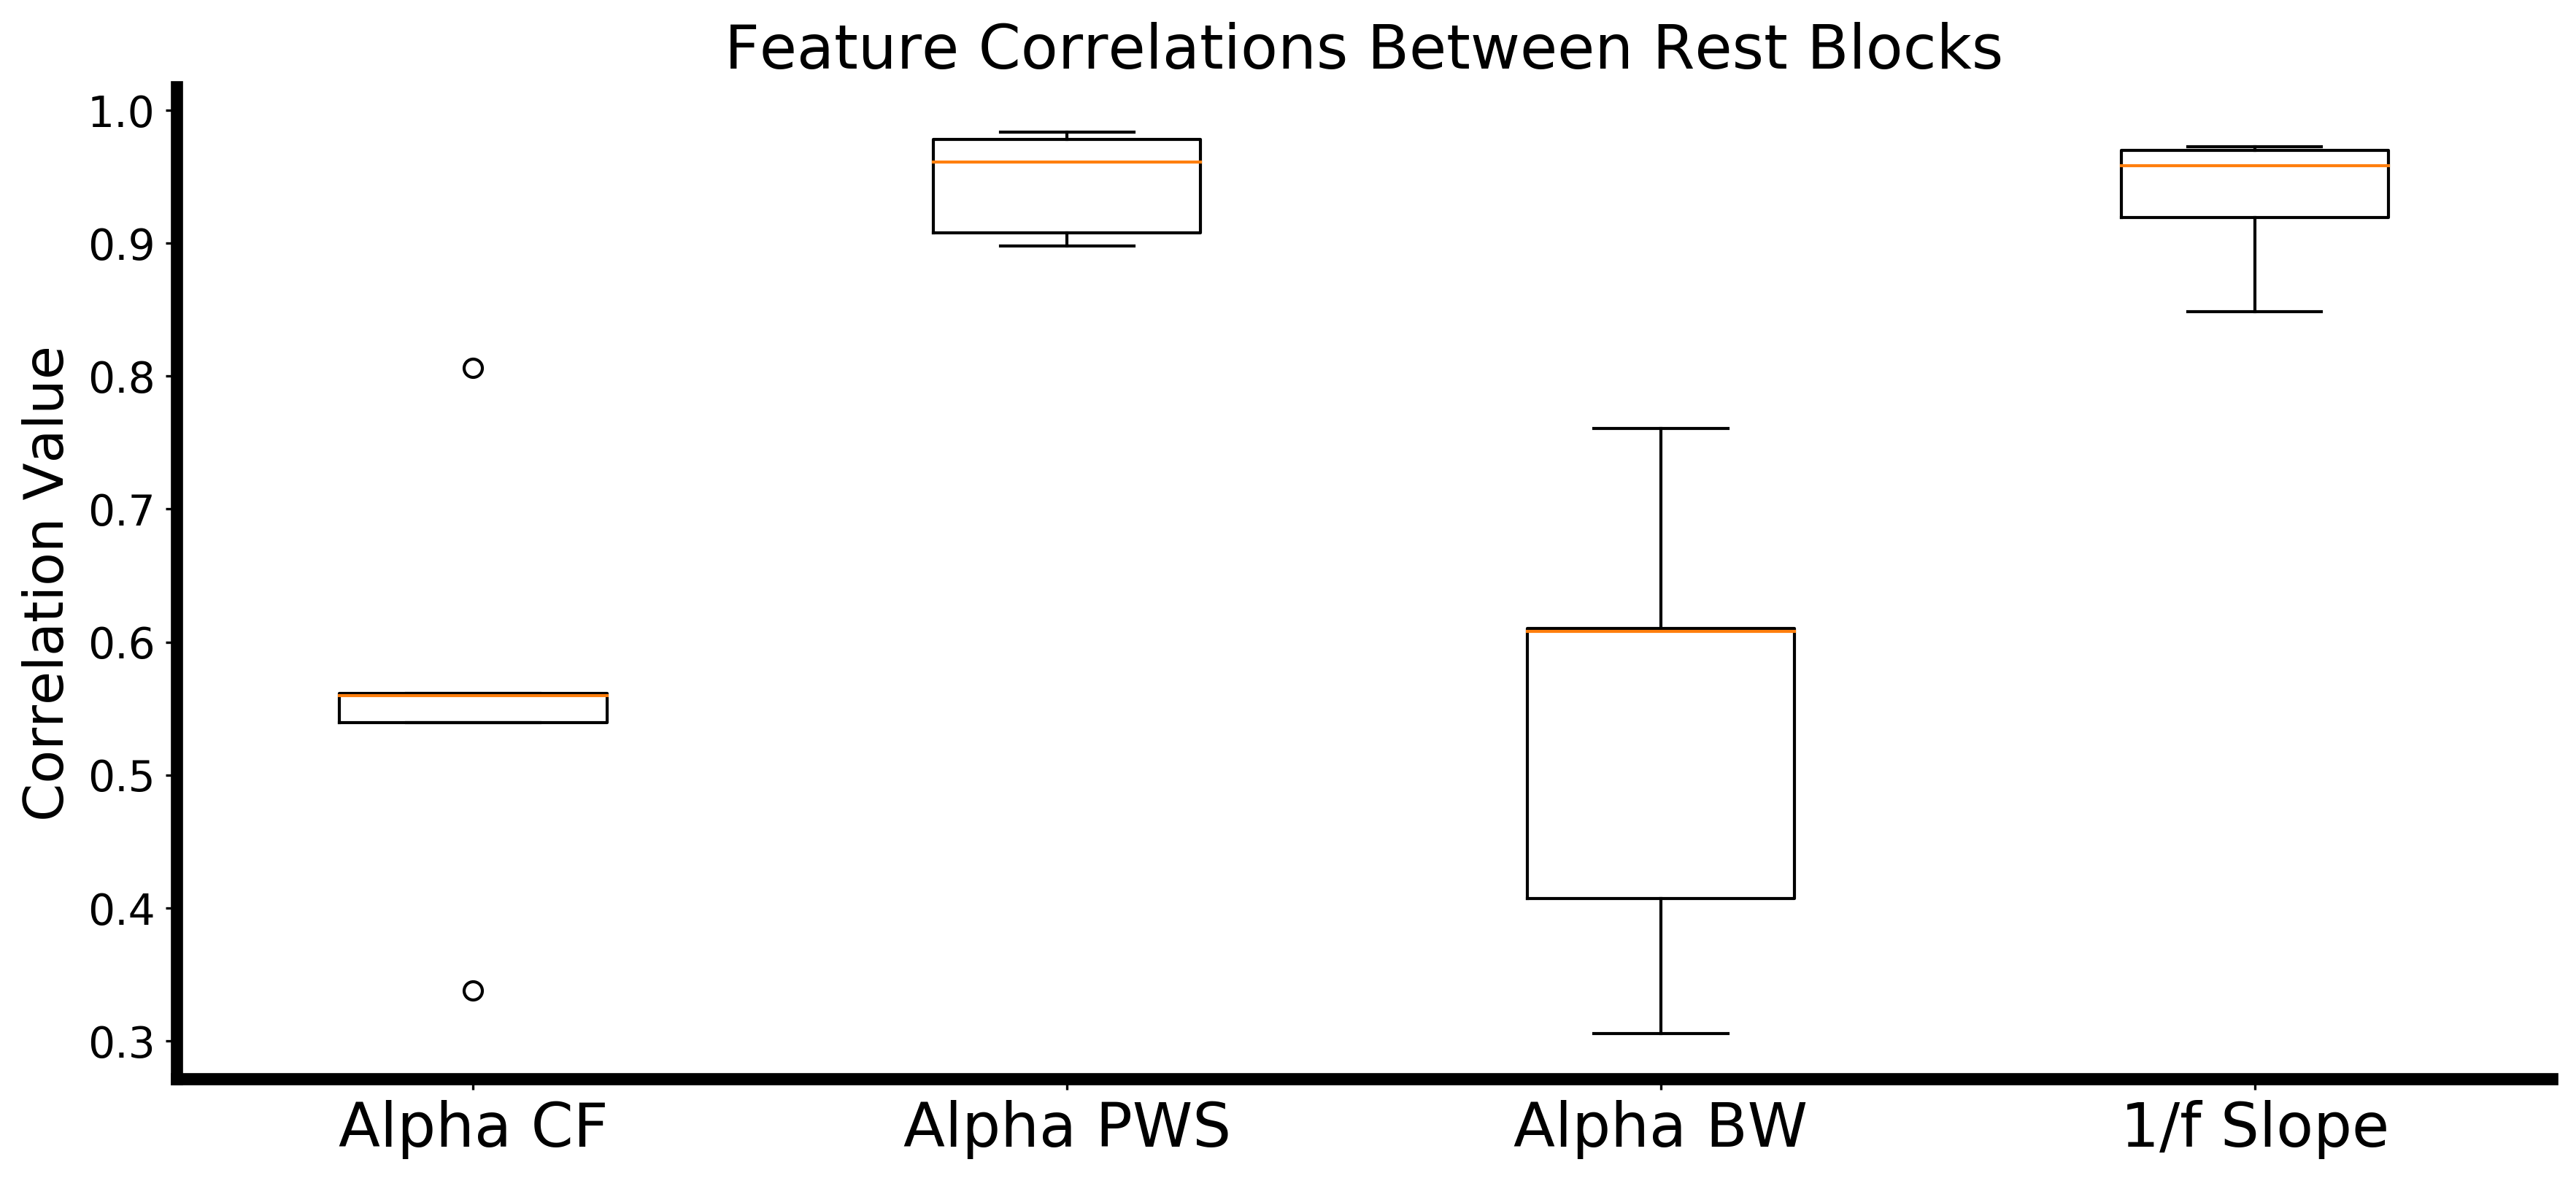 Feature Correlations Between Rest Blocks
Correlation Value
1.0
0.9
0.8
0.7
0.6
0.5
0.4
0.3
Alpha CF
Alpha PWS
Alpha BW
1/f Slope